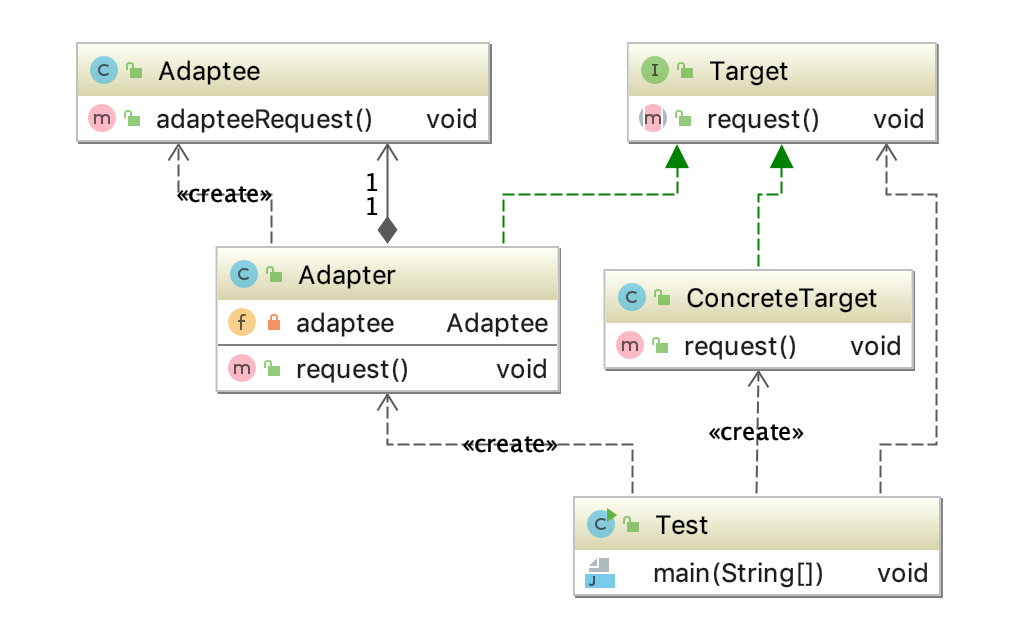 C Adaptee
m adapteeRequest() void
I Target
m request() void
«create»
1
1
C Adapter
f adaptee Adaptee
m request() void
C ConcreteTarget
m request() void
«create»
«create»
C Test
J main(String[]) void